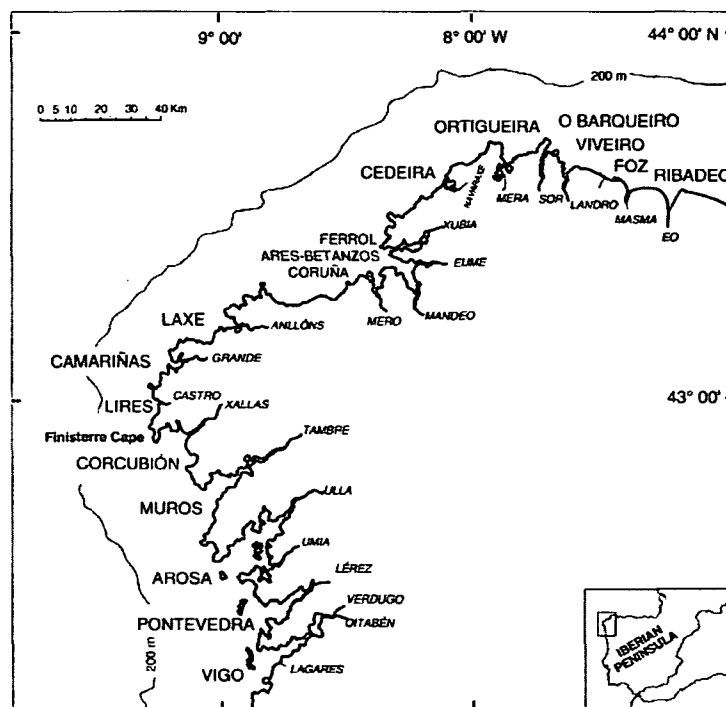 9° 00'
8° 00' W
44° 00' N
200 m
0 5 10 20 40 Km
ORTIGUEIRA
O BARQUEIRO
VIVEIRO
FOZ
RIBADEO
CEDEIRA
MERA
SOR
LANDRO
MASMA
EO
XUBIA
FERROL
ARES-BETANZOS
CORUÑA
EUME
LAXE
ANLLÓNS
MERO
MANDEO
CAMARIÑAS
GRANDE
LIRES
CASTRO
XALLAS
43° 00'
Finisterre Cape
TAMBRE
CORCUBIÓN
MUROS
ULLA
UMIA
AROSA
LÉREZ
VERDUGO
PONTEVEDRA
OITABÉN
VIGO
LAGARES
200 m
IBERIAN
PENINSULA